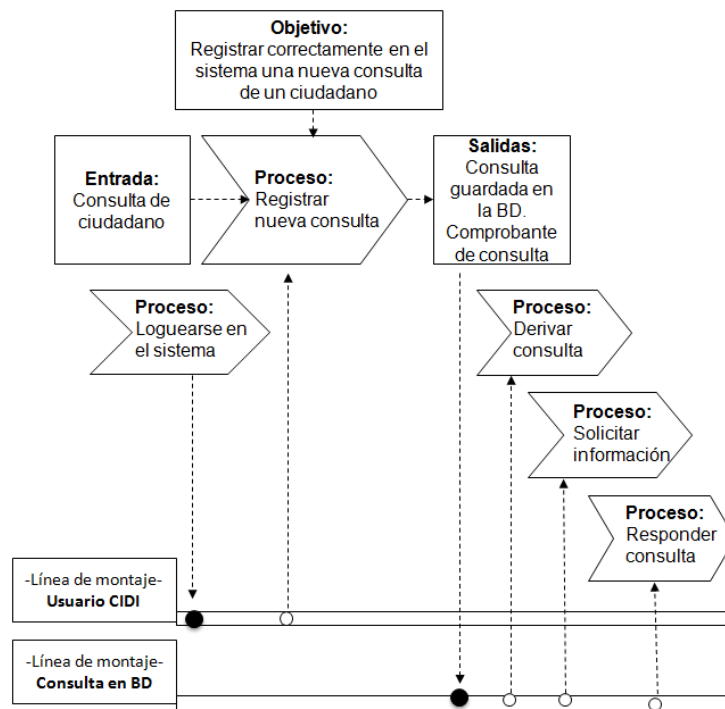 Objetivo:
Registrar correctamente en el
sistema una nueva consulta
de un ciudadano
Entrada:
Consulta de
ciudadano
Proceso:
Registrar
nueva consulta
Salidas:
Consulta
guardada en
la BD.
Comprobante
de consulta
Proceso:
Loguearse en
el sistema
Proceso:
Derivar
consulta
Proceso:
Solicitar
información
Proceso:
Responder
consulta
-Línea de montaje-
Usuario CIDI
-Línea de montaje-
Consulta en BD